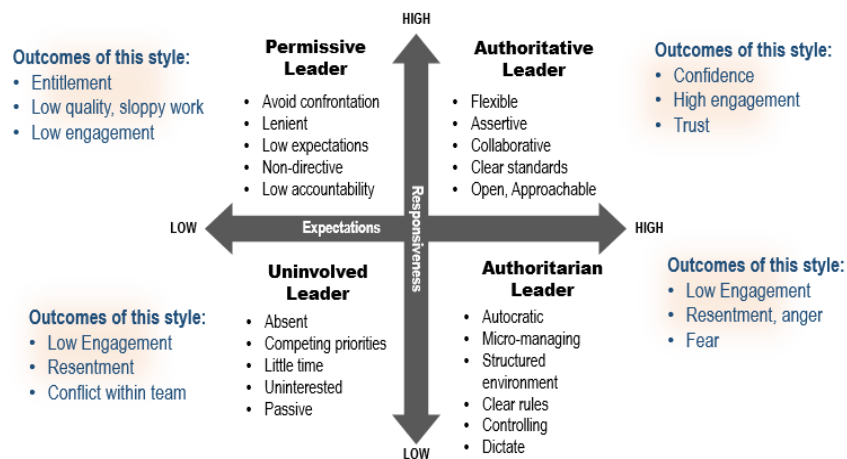 HIGH
Permissive
Leader
• Avoid confrontation
• Lenient
• Low expectations
• Non-directive
• Low accountability
Outcomes of this style:
• Entitlement
• Low quality, sloppy work
• Low engagement
Authoritative
Leader
• Flexible
• Assertive
• Collaborative
• Clear standards
• Open, Approachable
Outcomes of this style:
• Confidence
• High engagement
• Trust
LOW
Expectations
Responsiveness
HIGH
Uninvolved
Leader
• Absent
• Competing priorities
• Little time
• Uninterested
• Passive
Outcomes of this style:
• Low Engagement
• Resentment
• Conflict within team
Authoritarian
Leader
• Autocratic
• Micro-managing
• Structured
environment
• Clear rules
• Controlling
• Dictate
Outcomes of this style:
• Low Engagement
• Resentment, anger
• Fear
LOW